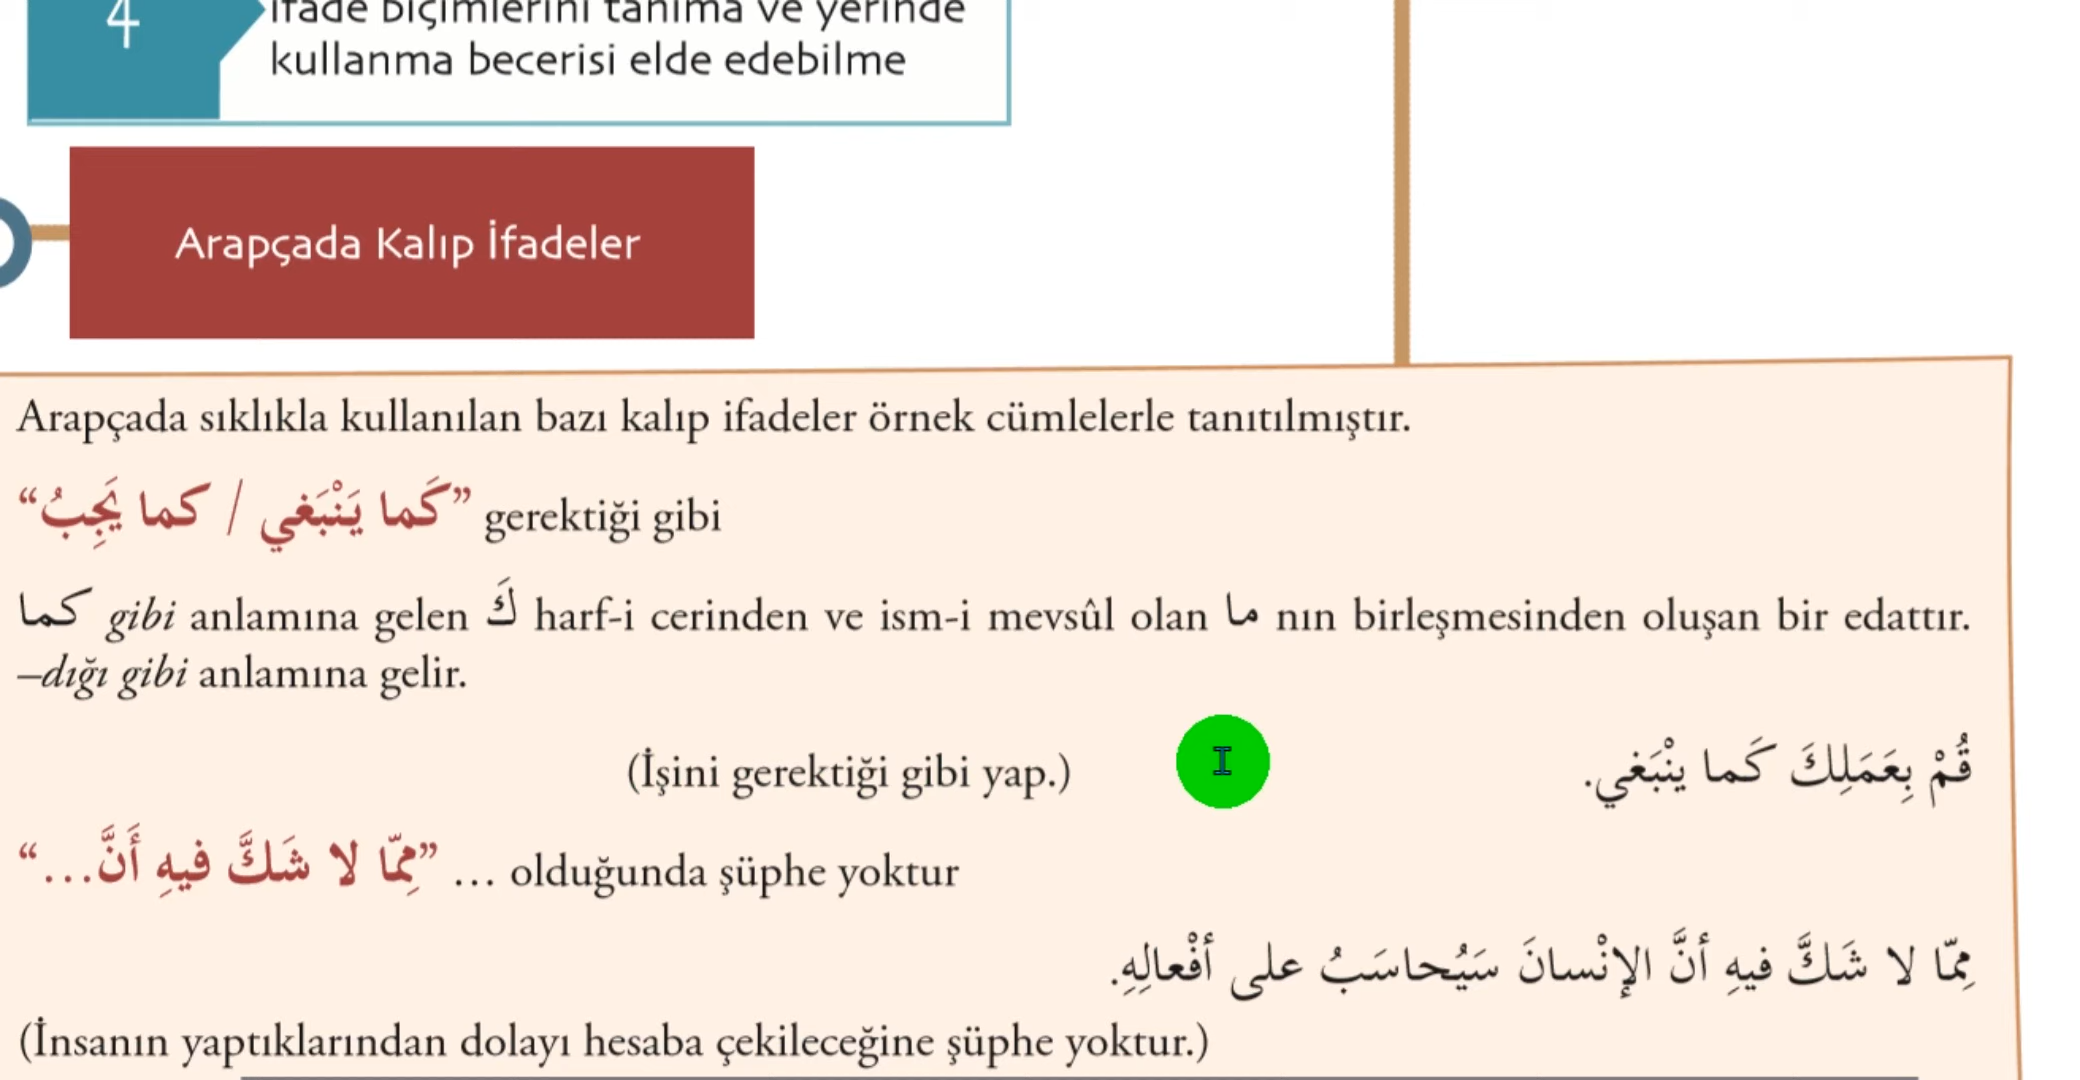 4
ifade biçimlerini tanıma ve yerinde
kullanma becerisi elde edebilme
Arapçada Kalıp İfadeler
Arapçada sıklıkla kullanılan bazı kalıp ifadeler örnek cümlelerle tanıtılmıştır.
“كَما يَنْبَغي / كما يَجِبُ” gerektiği gibi
كما gibi anlamına gelen كَ harf-i cerinden ve ism-i mevsûl olan ما nın birleşmesinden oluşan bir edattır.
–dığı gibi anlamına gelir.
(İşini gerektiği gibi yap.) قُمْ بِعَمَلِكَ كَما ينْبَغي.
“مِمّا لا شَكَّ فيهِ أَنَّ...” ... olduğunda şüphe yoktur
مِمّا لا شَكَّ فيهِ أنَّ الإنْسانَ سَيُحاسَبُ على أفْعالِهِ.
(İnsanın yaptıklarından dolayı hesaba çekileceğine şüphe yoktur.)